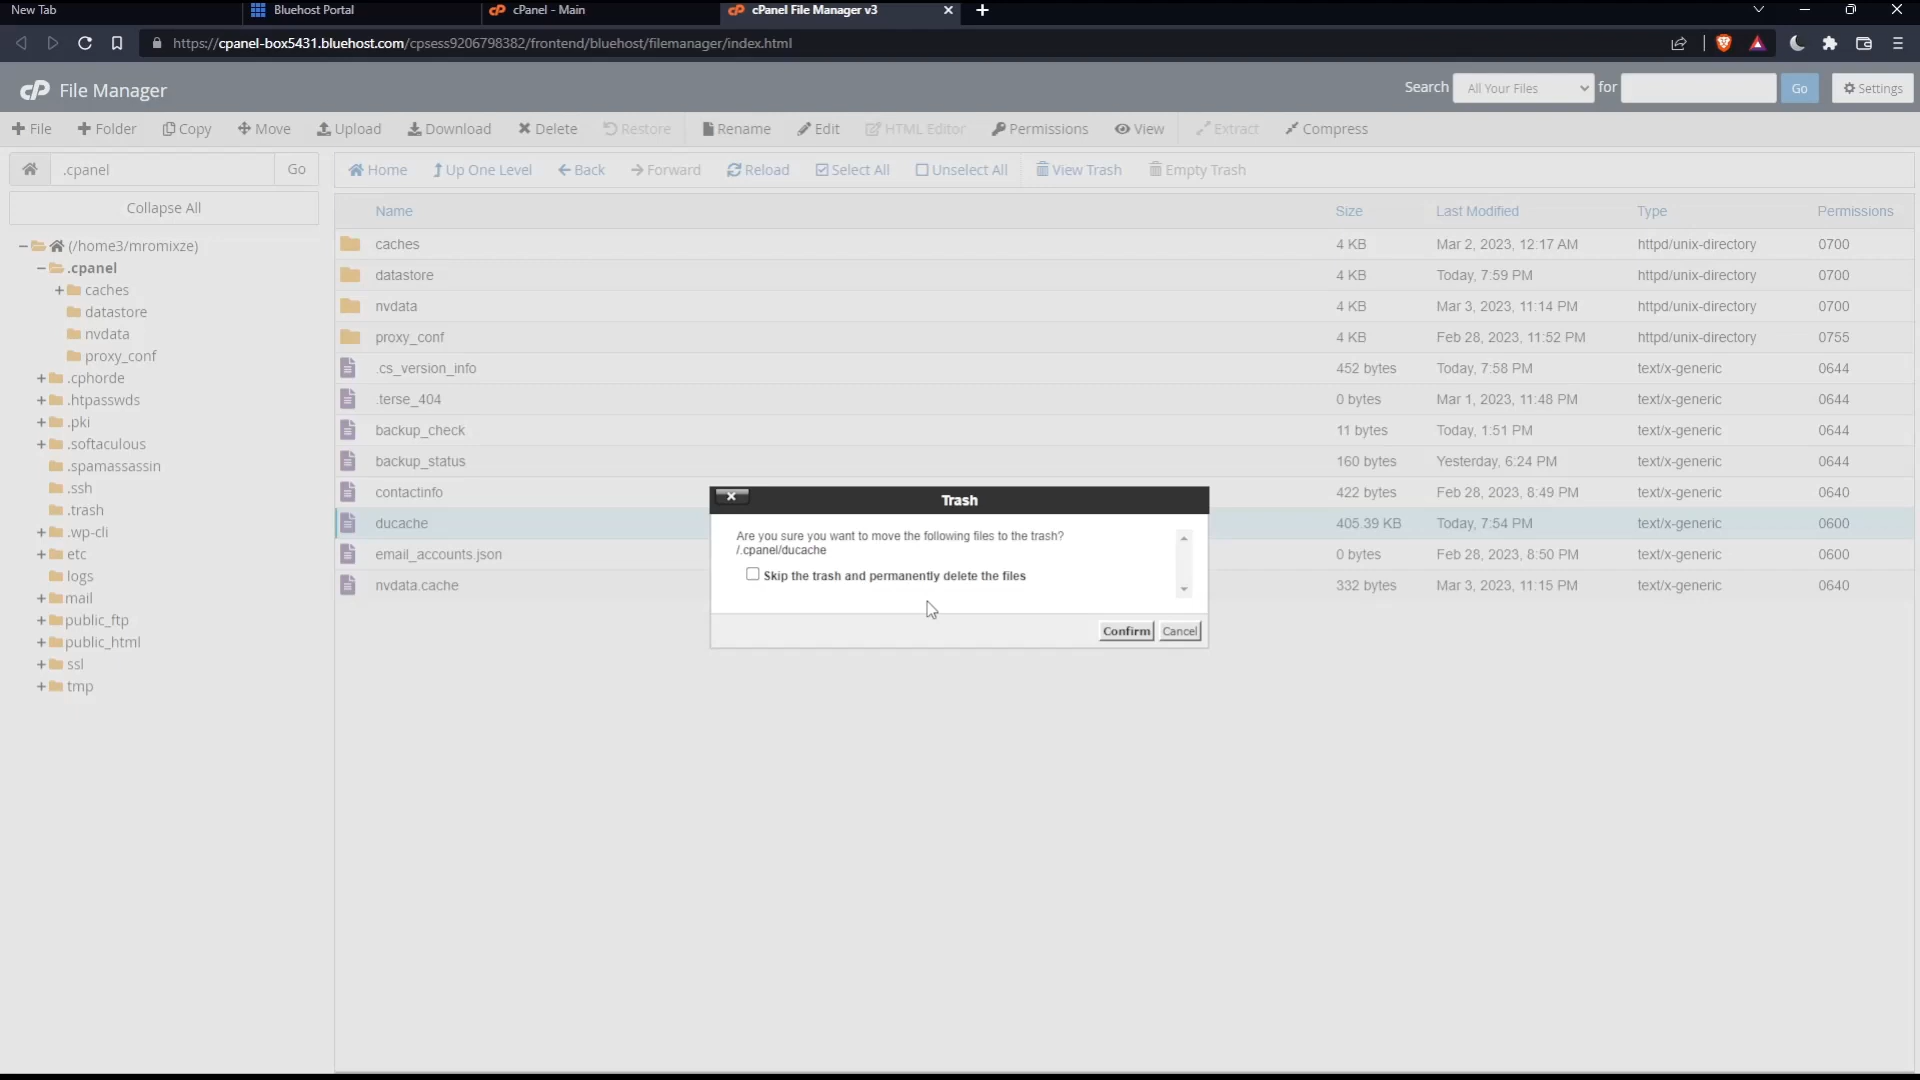 New Tab
Bluehost Portal
cPanel - Main
cPanel File Manager v3
https://cpanel-box5431.bluehost.com/cpsess9206798382/frontend/bluehost/filemanager/index.html
cP File Manager
Search All Your Files for Go Settings
File Folder Copy Move Upload Download Delete Restore Rename Edit HTML Editor Permissions View Extract Compress
.cpanel Go
Home Up One Level Back Forward Reload Select All Unselect All View Trash Empty Trash
Collapse All
(/home3/mromixze)
.cpanel
caches
datastore
nvdata
proxy_conf
.cphorde
.htpasswds
.pki
.softaculous
.spamassassin
.ssh
.trash
.wp-cli
etc
logs
mail
public_ftp
public_html
ssl
tmp
Name Size Last Modified Type Permissions
caches 4 KB Mar 2, 2023, 12:17 AM httpd/unix-directory 0700
datastore 4 KB Today, 7:59 PM httpd/unix-directory 0700
nvdata 4 KB Mar 3, 2023, 11:14 PM httpd/unix-directory 0700
proxy_conf 4 KB Feb 28, 2023, 11:52 PM httpd/unix-directory 0755
.cs_version_info 452 bytes Today, 7:58 PM text/x-generic 0644
.terse_404 0 bytes Mar 1, 2023, 11:48 PM text/x-generic 0644
backup_check 11 bytes Today, 1:51 PM text/x-generic 0644
backup_status 160 bytes Yesterday, 6:24 PM text/x-generic 0644
contactinfo 422 bytes Feb 28, 2023, 8:49 PM text/x-generic 0640
ducache 405.39 KB Today, 7:54 PM text/x-generic 0600
email_accounts.json 0 bytes Feb 28, 2023, 8:50 PM text/x-generic 0600
nvdata.cache 332 bytes Mar 3, 2023, 11:15 PM text/x-generic 0640
Trash
Are you sure you want to move the following files to the trash?
/.cpanel/ducache
Skip the trash and permanently delete the files
Confirm Cancel